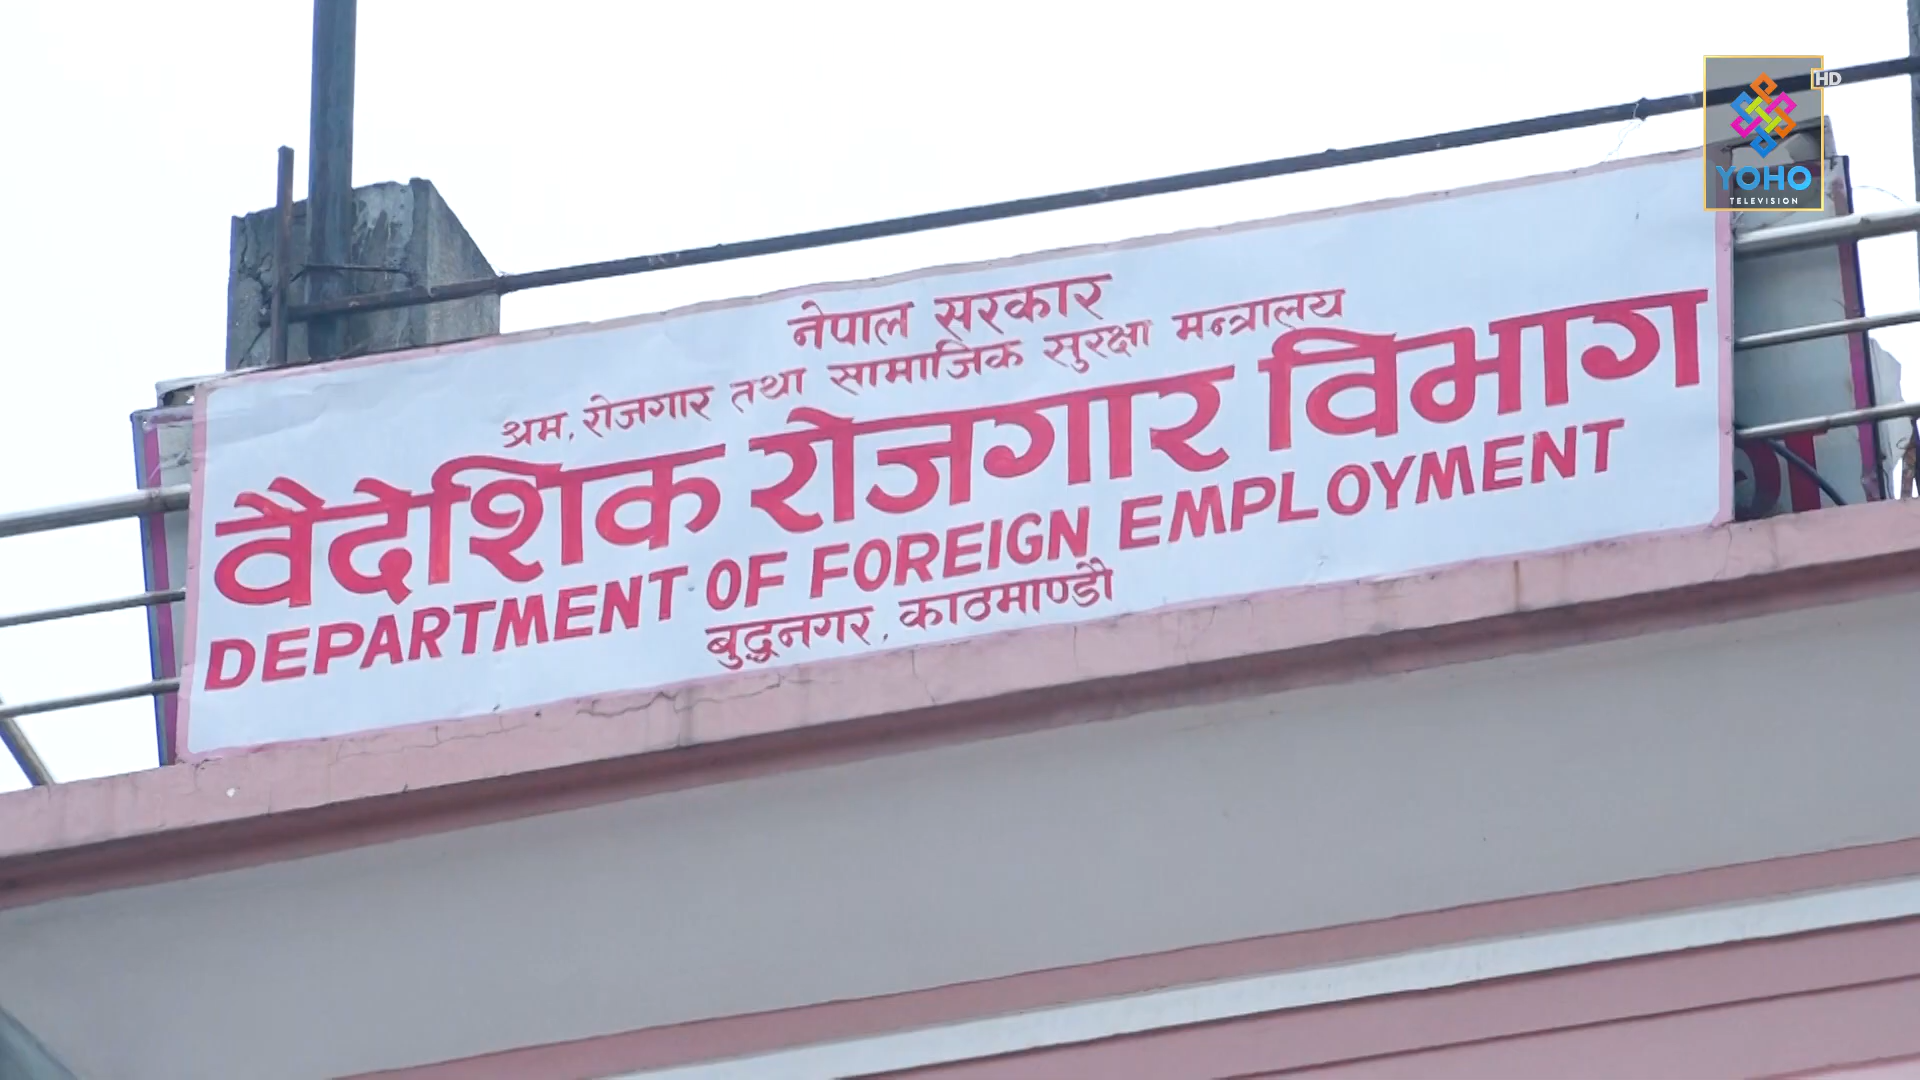 नेपाल सरकार
श्रम, रोजगार तथा सामाजिक सुरक्षा मन्त्रालय
वैदेशिक रोजगार विभाग
DEPARTMENT OF FOREIGN EMPLOYMENT
बुद्धनगर, काठमाण्डौ
HD
YOHO
TELEVISION